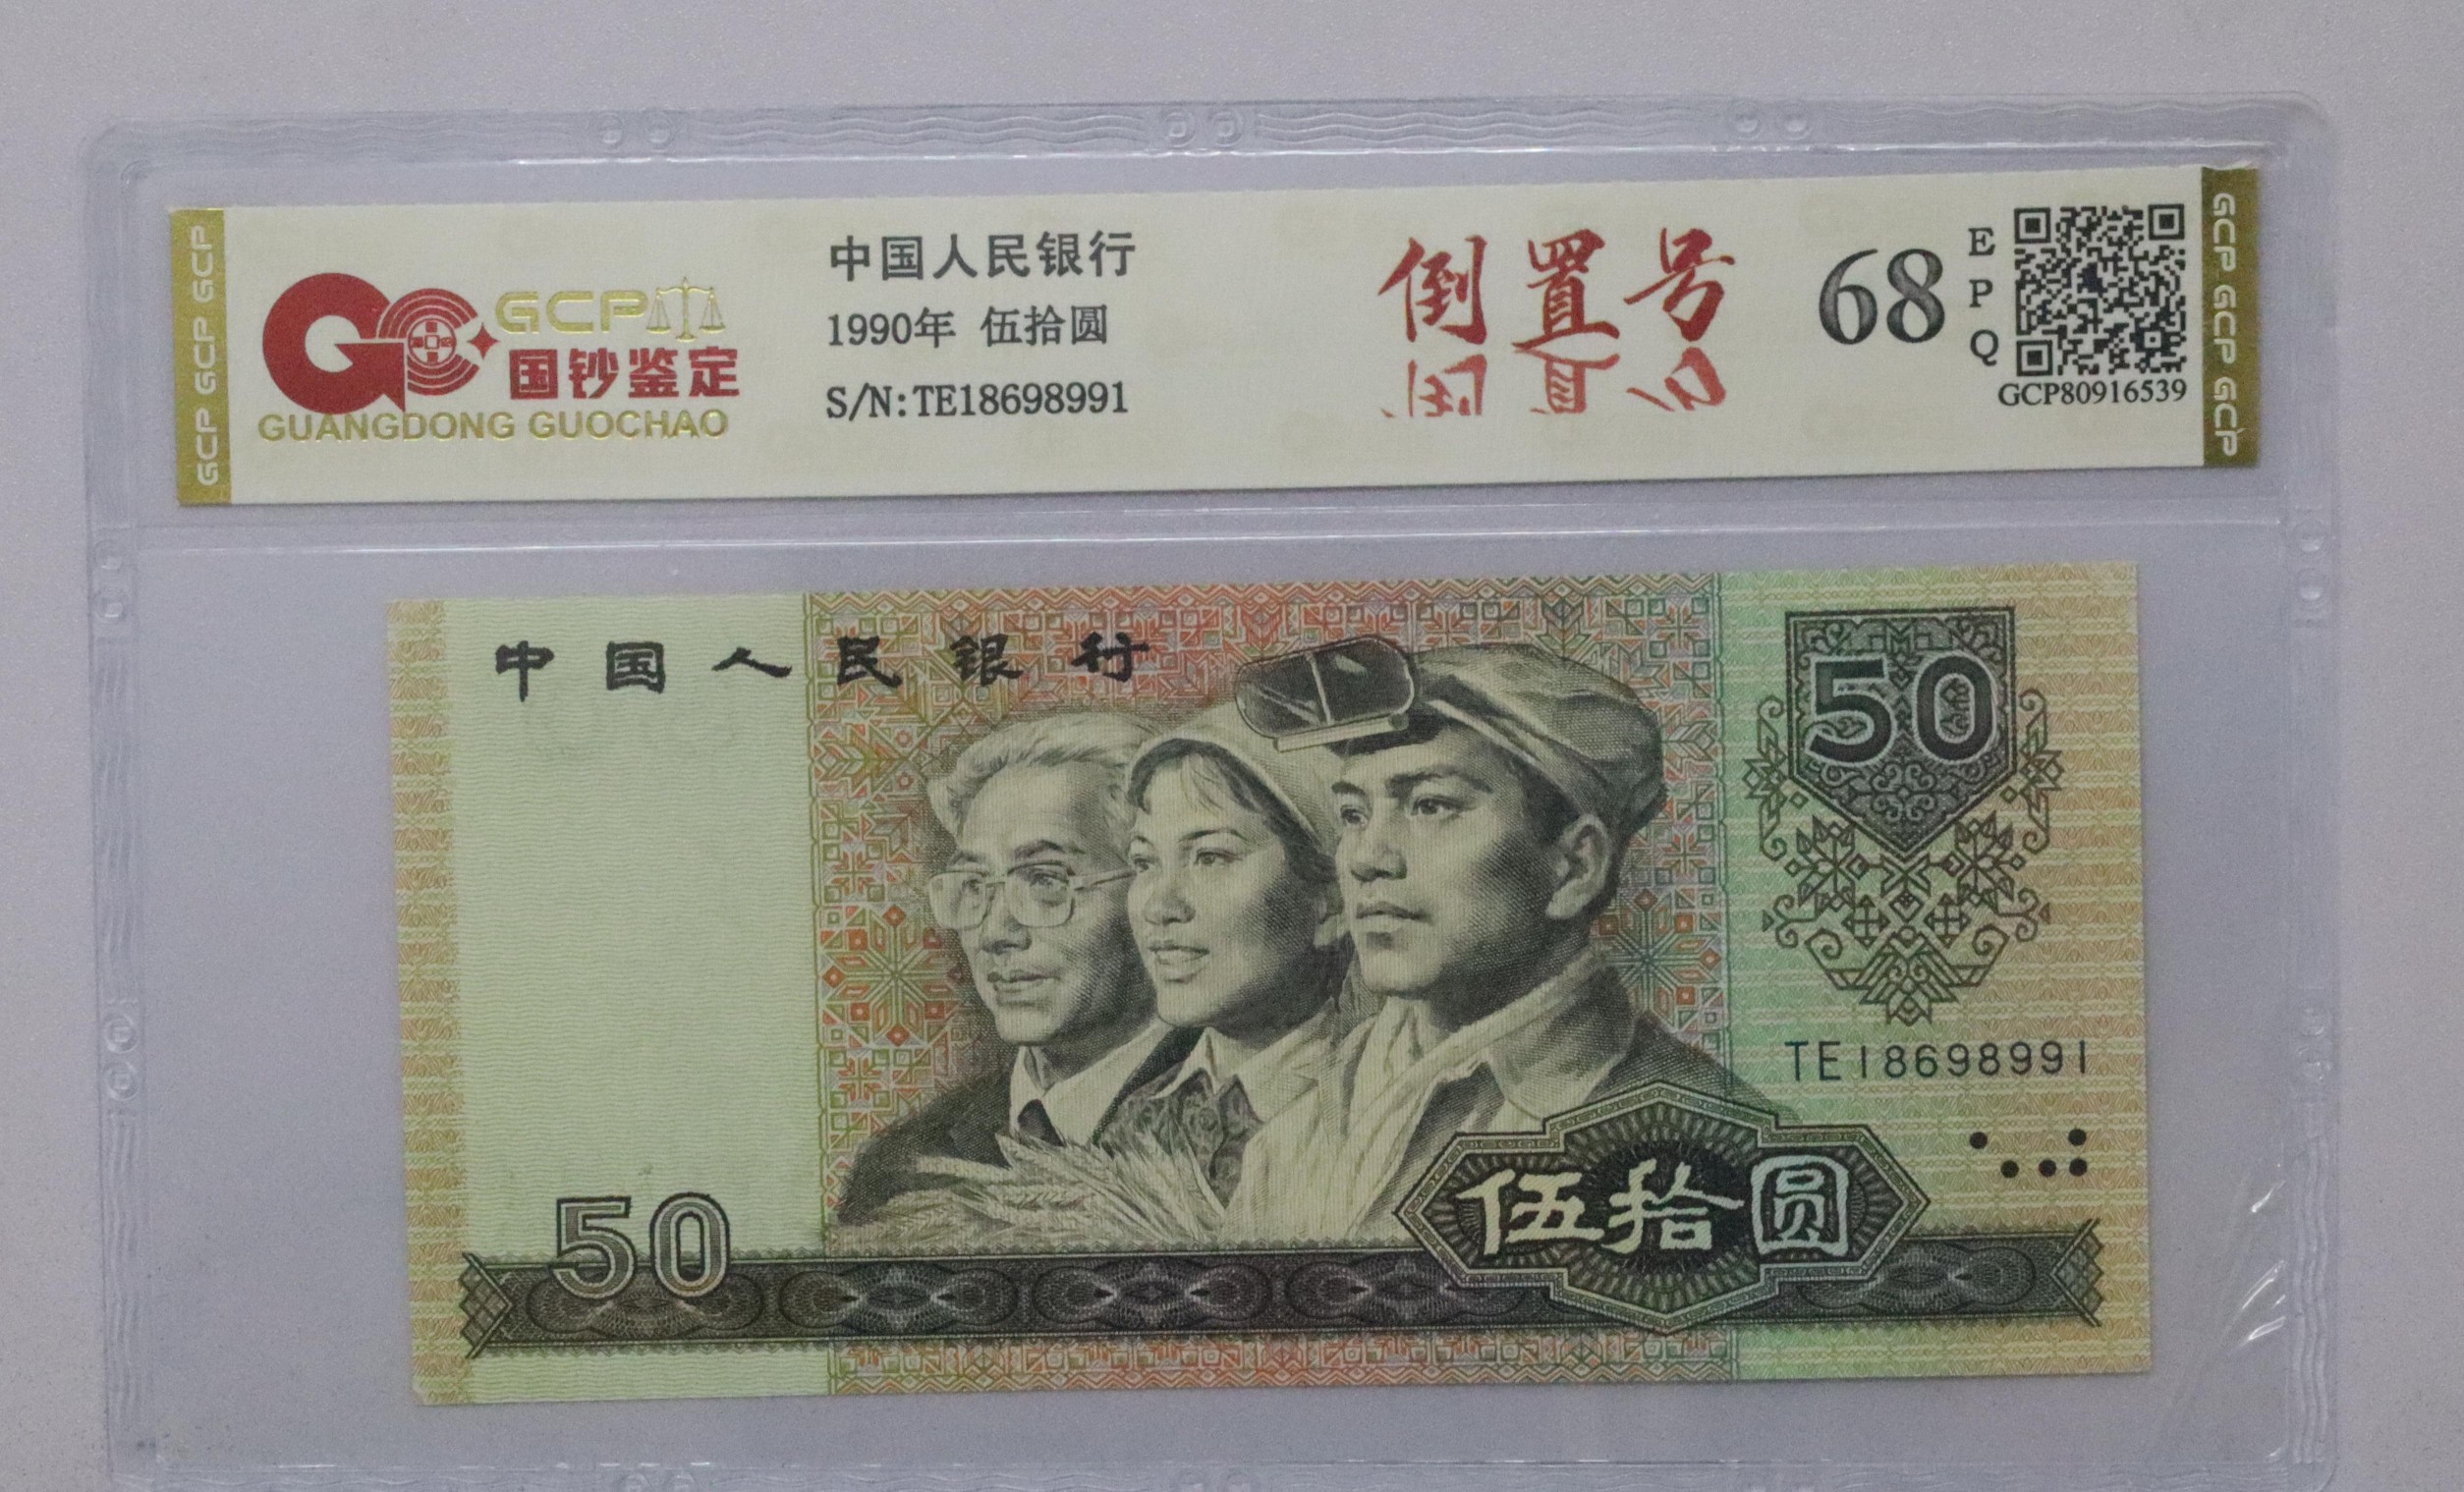 GCP GCP GCP
GCP
国钞鉴定
GUANGDONG GUOCHAO
中国人民银行
1990年 伍拾圆
S/N:TE18698991
倒置号
68
EPQ
GCP80916539
GCP GCP GCP
中国人民银行
50
TE18698991
伍拾圆
50